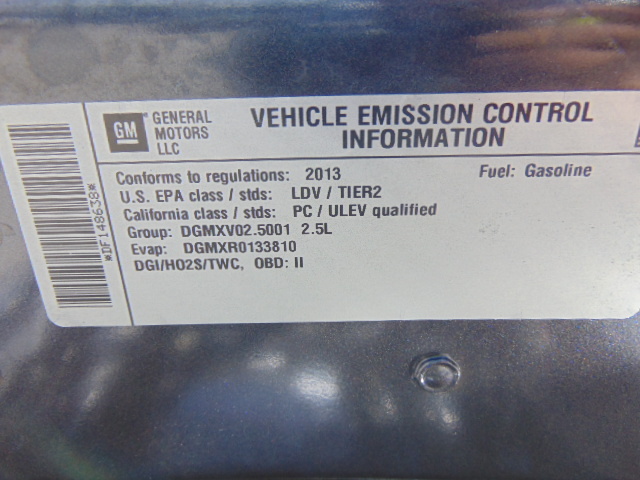 GM
GENERAL
MOTORS
LLC
VEHICLE EMISSION CONTROL
INFORMATION
Conforms to regulations: 2013 Fuel: Gasoline
U.S. EPA class / stds: LDV / TIER2
California class / stds: PC / ULEV qualified
Group: DGMXV02.5001 2.5L
Evap: DGMXR0133810
DGI/HO2S/TWC, OBD: II
*DF148638*